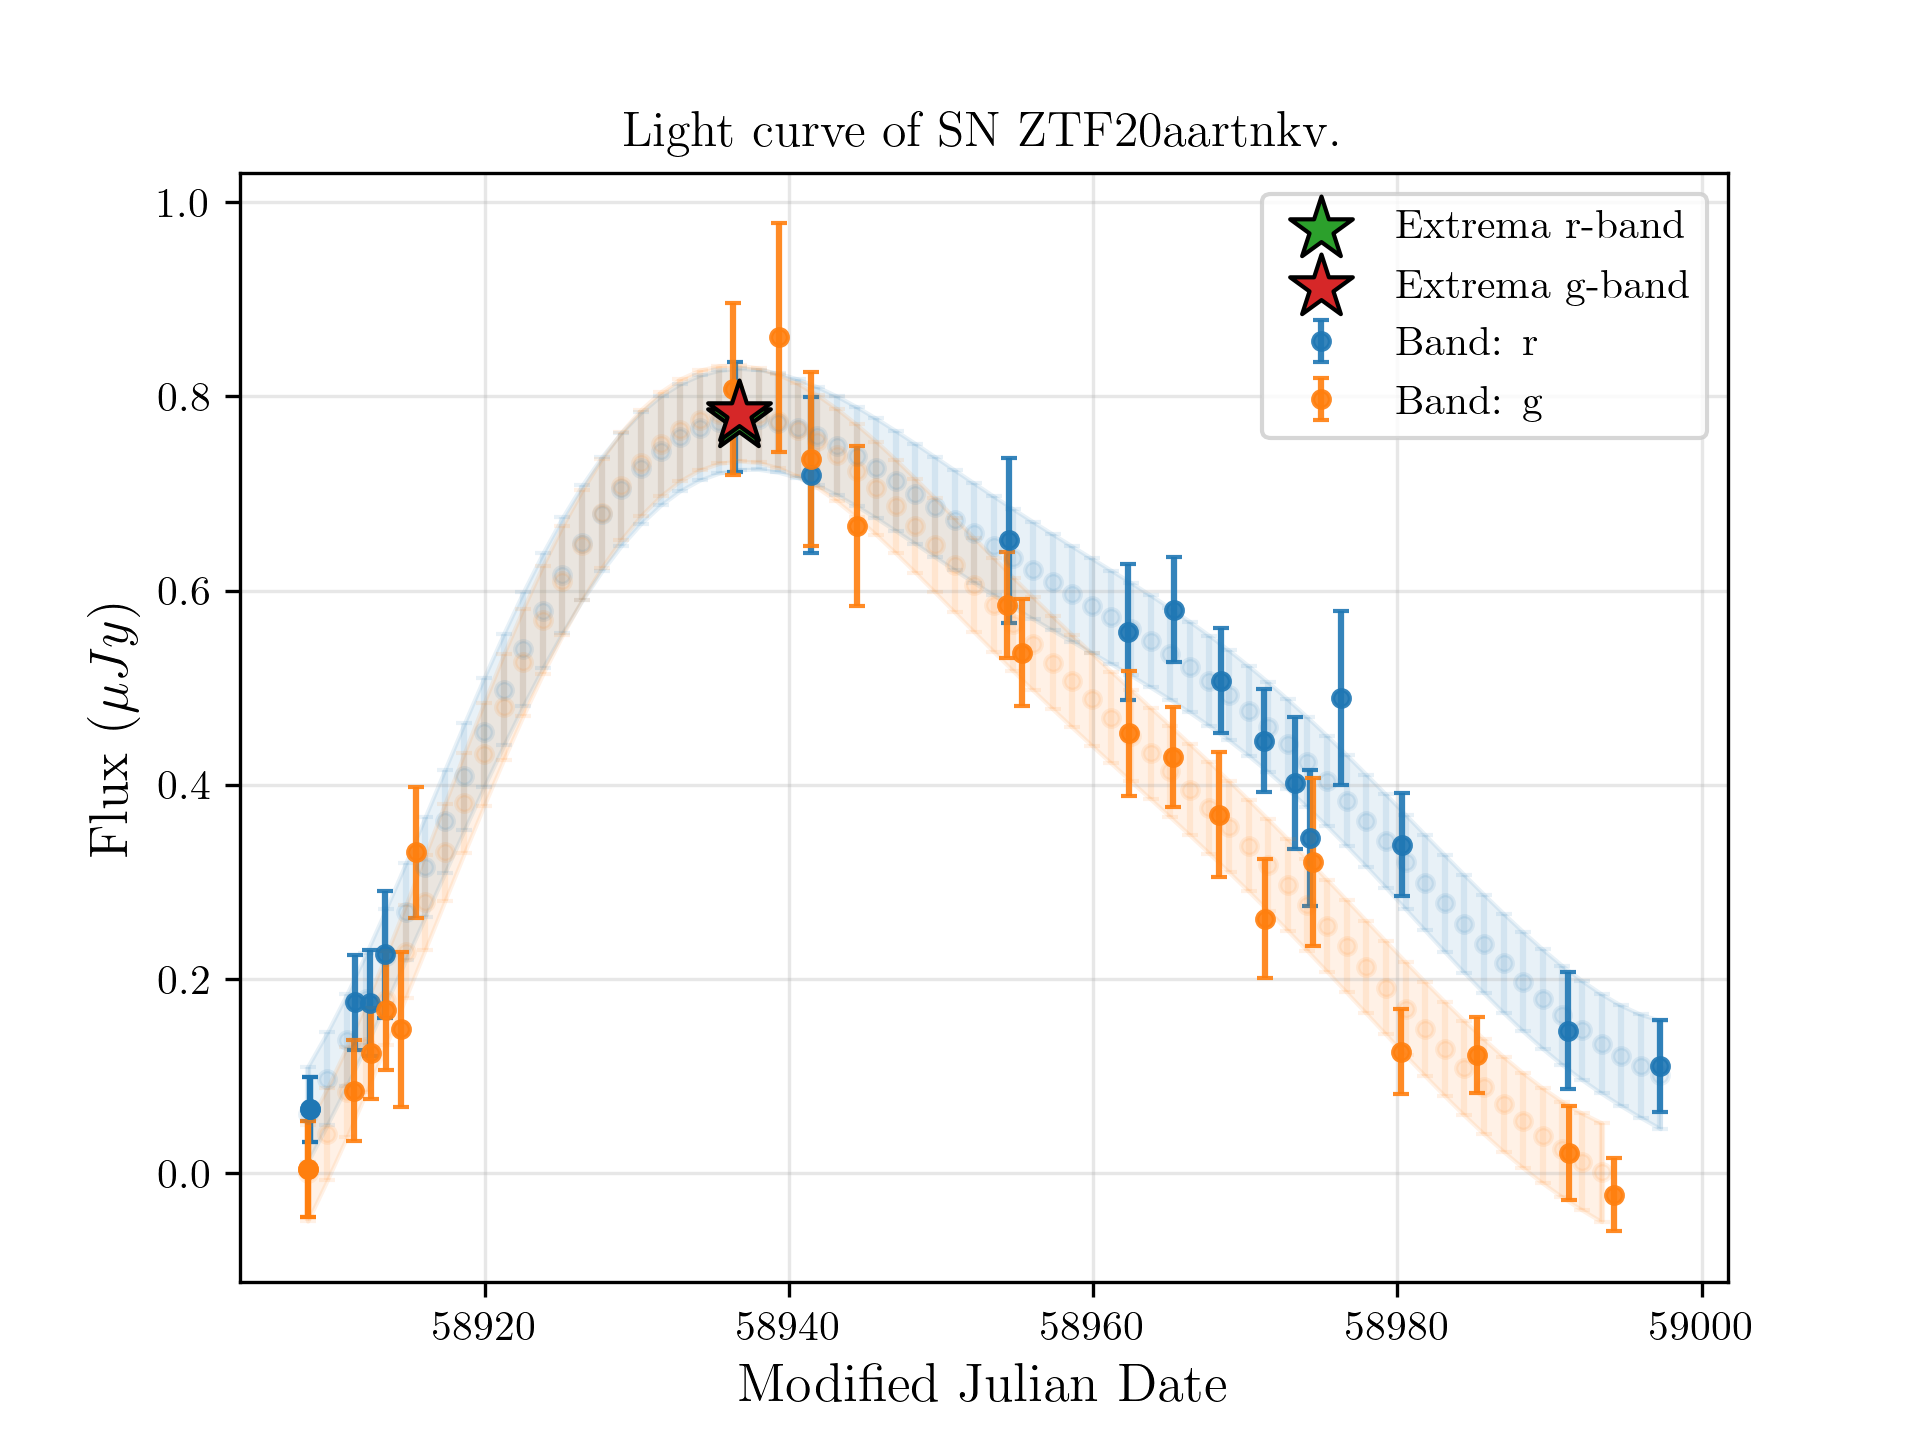 Light curve of SN ZTF20aartnkv.
Extrema r-band
Extrema g-band
Band: r
Band: g
Flux (μJy)
1.0
0.8
0.6
0.4
0.2
0.0
58920 58940 58960 58980 59000
Modified Julian Date